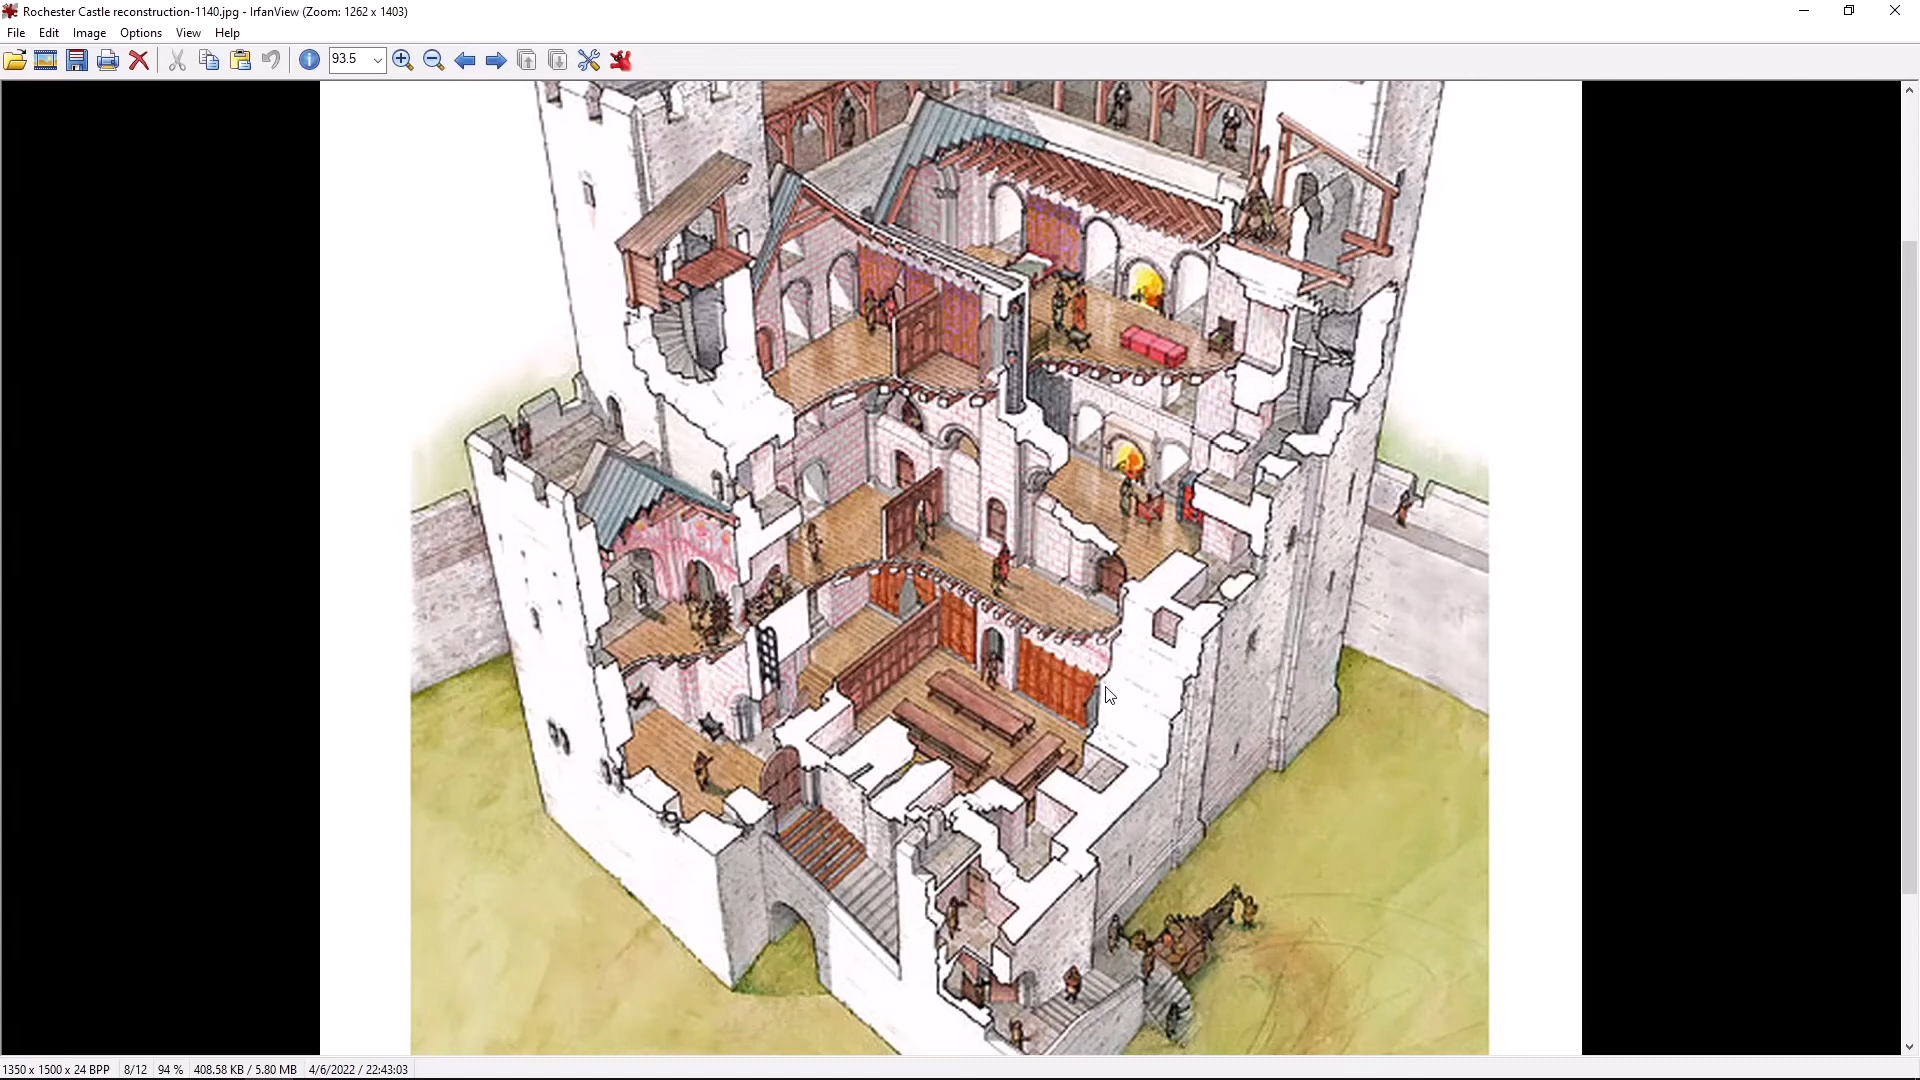 Rochester Castle reconstruction-1140.jpg - IrfanView (Zoom: 1262 x 1403)
File Edit Image Options View Help
93.5
1350 x 1500 x 24 BPP 8/12 94 % 408.58 KB / 5.80 MB 4/6/2022 / 22:43:03